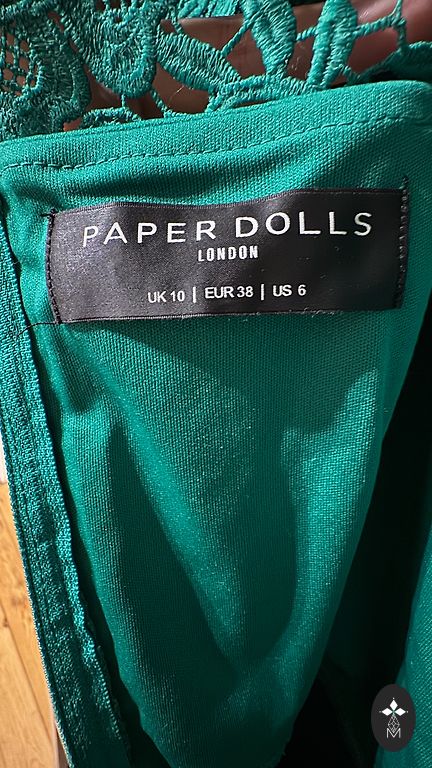 PAPER DOLLS
LONDON
UK 10 | EUR 38 | US 6
M